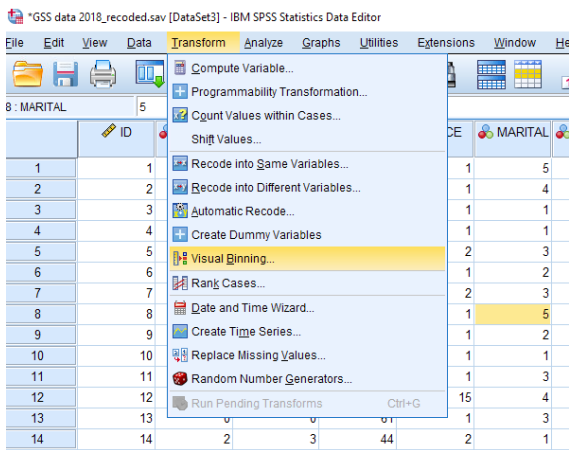 *GSS data 2018_recoded.sav [DataSet3] - IBM SPSS Statistics Data Editor
File Edit View Data Transform Analyze Graphs Utilities Extensions Window He
8 : MARITAL 5
Compute Variable...
Programmability Transformation...
Count Values within Cases...
Shift Values...
Recode into Same Variables...
Recode into Different Variables...
Automatic Recode...
Create Dummy Variables
Visual Binning...
Rank Cases...
Date and Time Wizard...
Create Time Series...
Replace Missing Values...
Random Number Generators...
Run Pending Transforms Ctrl+G
ID CE MARITAL
1 1 1 5
2 2 1 4
3 3 1 1
4 4 1 1
5 5 2 3
6 6 1 2
7 7 2 3
8 8 1 5
9 9 1 2
10 10 1 1
11 11 1 3
12 12 15 4
13 13 0 0 61 1 3
14 14 2 3 44 2 1